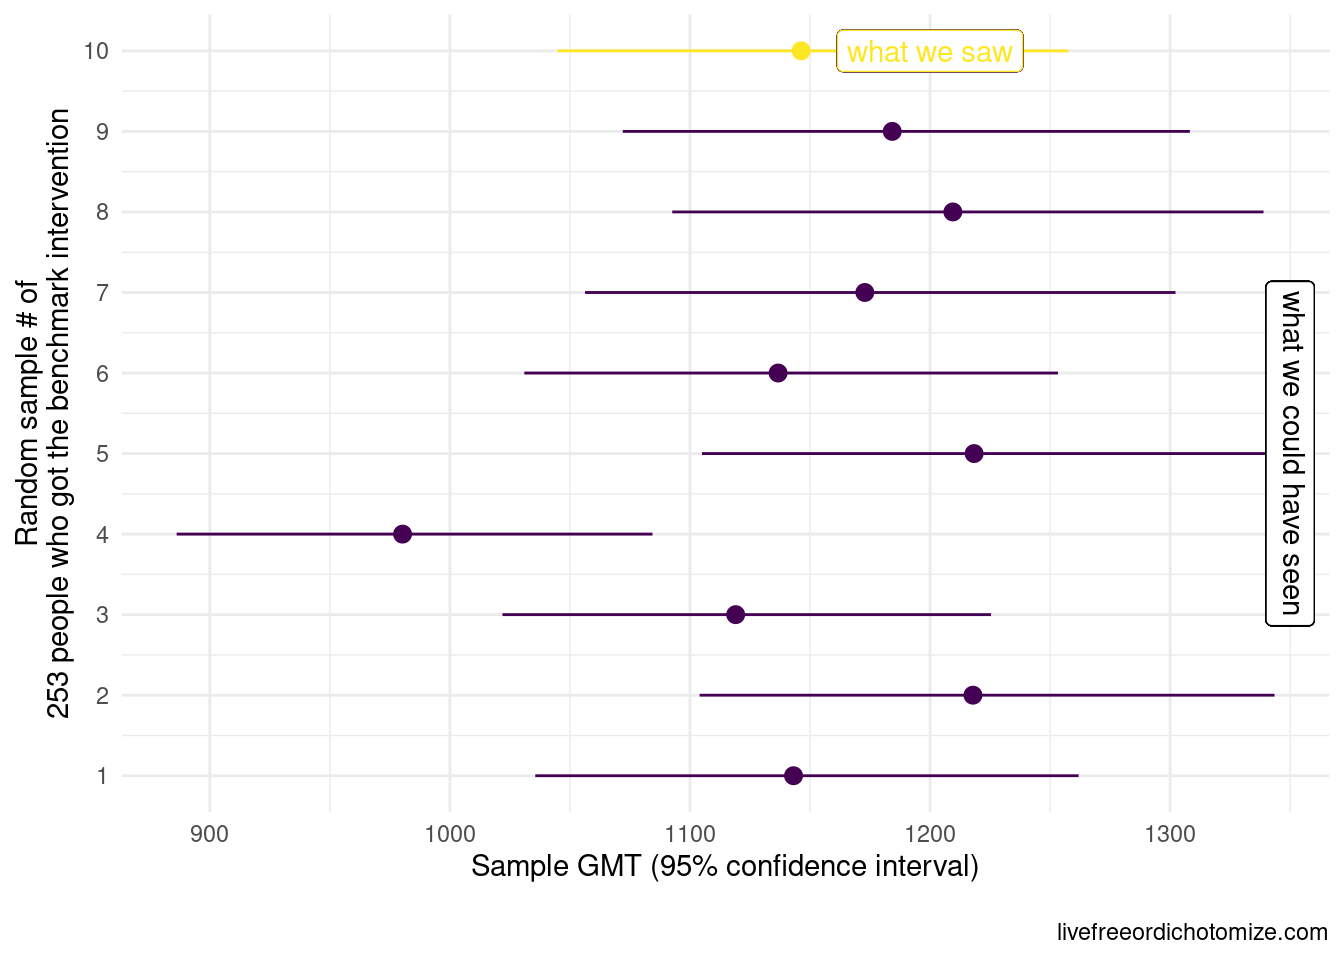 10
what we saw
9
8
7
6
5
4
3
2
1
Random sample # of
253 people who got the benchmark intervention
what we could have seen
900
1000
1100
1200
1300
Sample GMT (95% confidence interval)
livefreeordichotomize.com